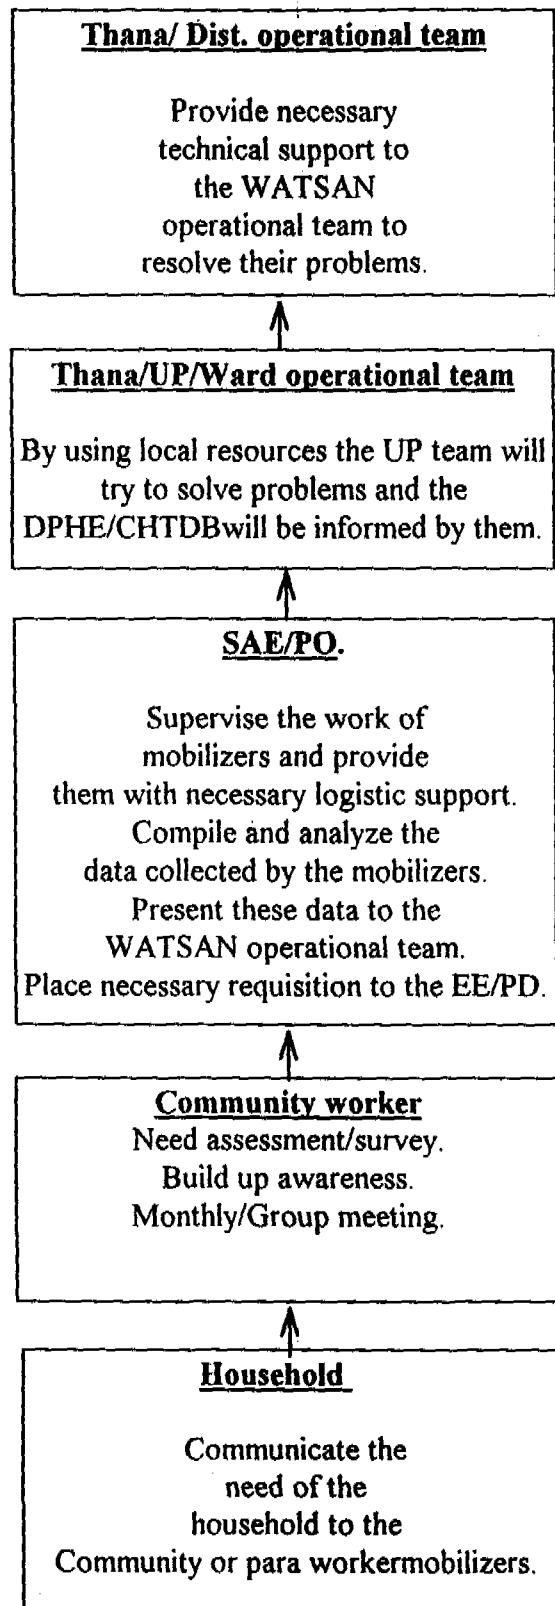 Thana/ Dist. operational team
Provide necessary
technical support to
the WATSAN
operational team to
resolve their problems.
Thana/UP/Ward operational team
By using local resources the UP team will
try to solve problems and the
DPHE/CHTDBwill be informed by them.
SAE/PO.
Supervise the work of
mobilizers and provide
them with necessary logistic support.
Compile and analyze the
data collected by the mobilizers.
Present these data to the
WATSAN operational team.
Place necessary requisition to the EE/PD.
Community worker
Need assessment/survey.
Build up awareness.
Monthly/Group meeting.
Household
Communicate the
need of the
household to the
Community or para workermobilizers.